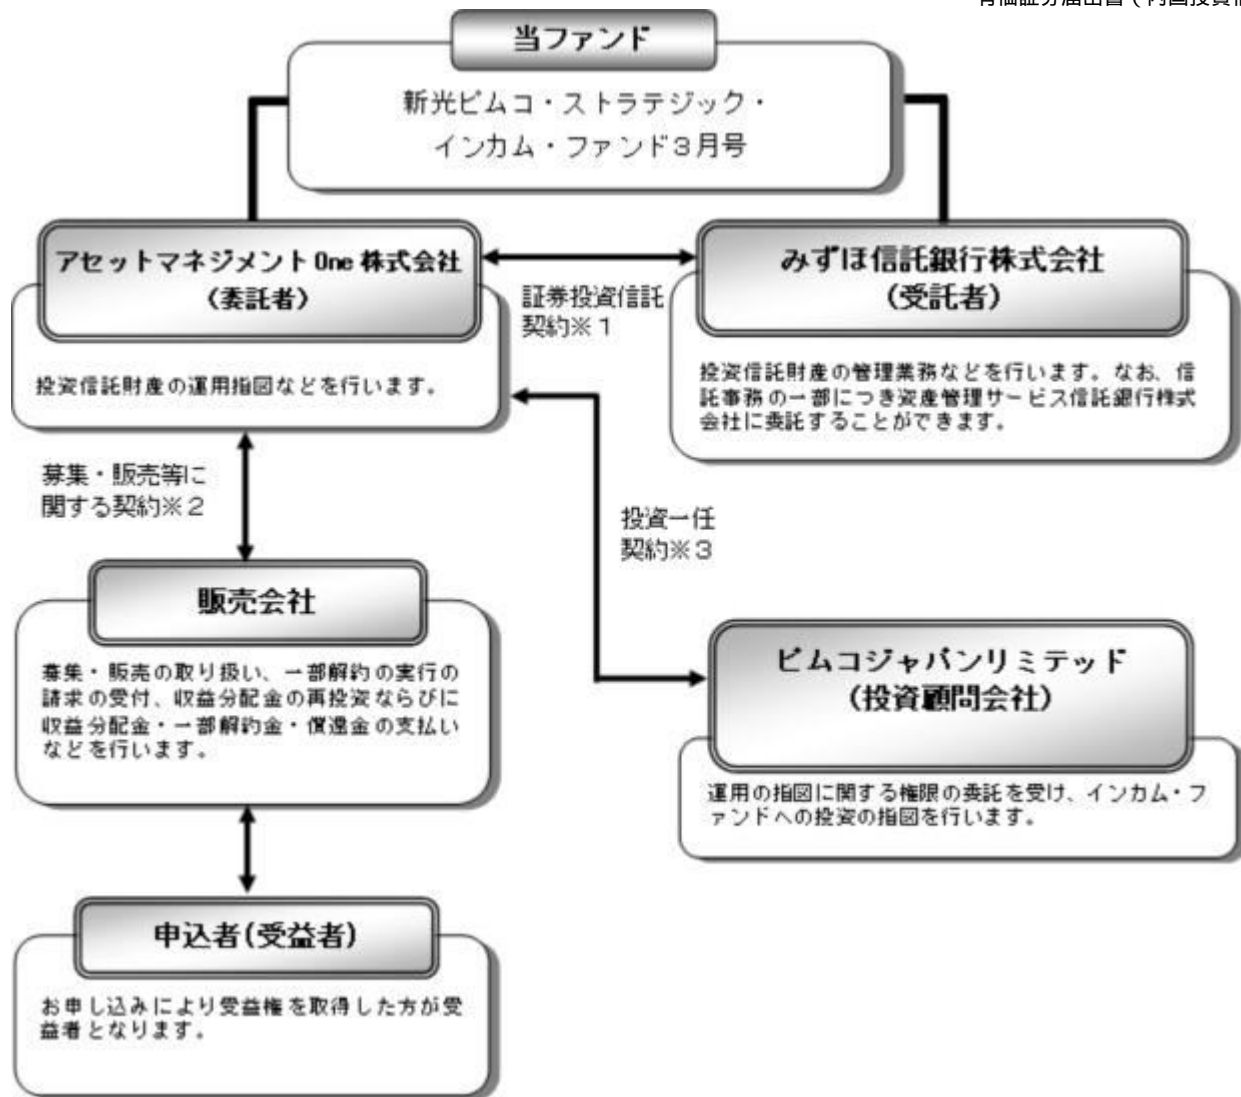 当ファンド
新光ピムコ・ストラテジック・
インカム・ファンド3月号
アセットマネジメントOne 株式会社
(委託者)
投資信託財産の運用指図などを行います。
証券投資信託
契約※1
みずほ信託銀行株式会社
(受託者)
投資信託財産の管理業務などを行います。なお、信
託事務の一部につき資産管理サービス信託銀行株式
会社に委託することができます。
募集・販売等に
関する契約※2
投資一任
契約※3
販売会社
募集・販売の取り扱い、一部解約の実行の
請求の受付、収益分配金の再投資ならびに
収益分配金・一部解約金・償還金の支払い
などを行います。
ピムコジャパンリミテッド
(投資顧問会社)
運用の指図に関する権限の委託を受け、インカム・フ
ァンドへの投資の指図を行います。
申込者(受益者)
お申し込みにより受益権を取得した方が受
益者となります。